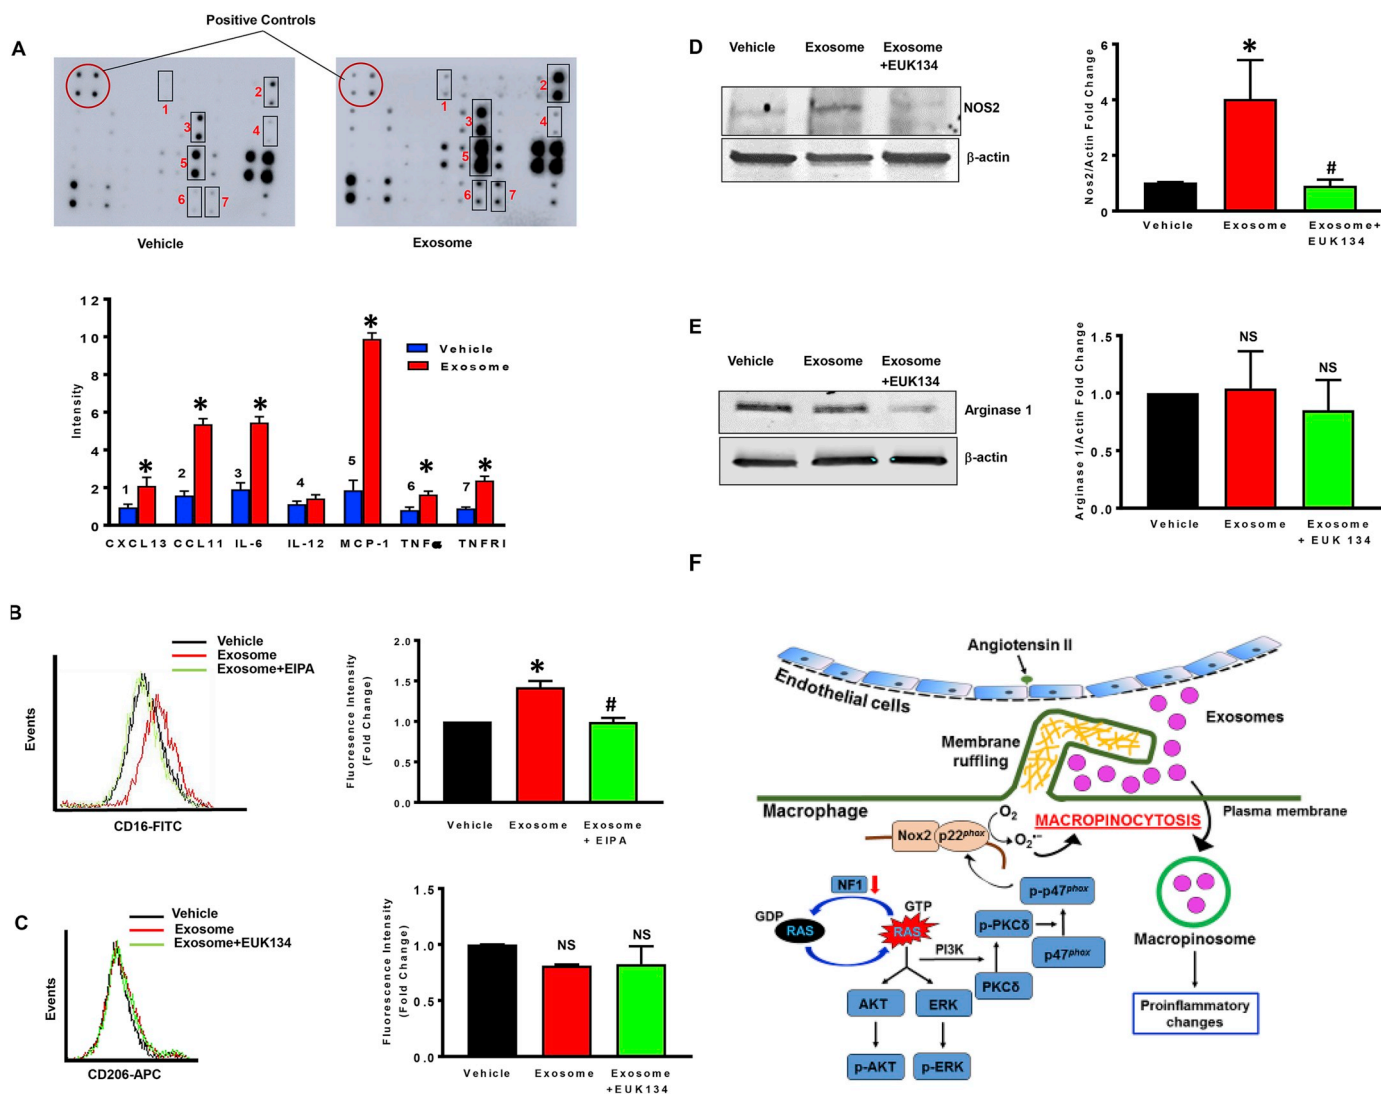 A
Positive Controls
1
2
3
4
5
6
7
Vehicle
1
2
3
4
5
6
7
Exosome
Intensity
12
10
8
6
4
2
0
Vehicle
Exosome
1
2
3
4
5
6
7
*
*
*
*
*
*
CXCL13
CCL11
IL-6
IL-12
MCP-1
TNFα
TNFRI
B
Vehicle
Exosome
Exosome+EIPA
Events
CD16-FITC
Fluoresence Intensity
(Fold Change)
2.0
1.5
1.0
0.5
0.0
*
#
Vehicle
Exosome
Exosome
+ EIPA
C
Vehicle
Exosome
Exosome+EUK134
Events
CD206-APC
Fluorescence Intensity
(Fold Change)
1.5
1.0
0.5
0.0
NS
NS
Vehicle
Exosome
Exosome
+EUK134
D
Vehicle
Exosome
Exosome
+EUK134
NOS2
β-actin
Nos2/Actin Fold Change
6
4
2
0
*
#
Vehicle
Exosome
Exosome+
EUK134
E
Vehicle
Exosome
Exosome
+EUK134
Arginase 1
β-actin
Arginase 1/Actin Fold Change
1.5
1.0
0.5
0.0
NS
NS
Vehicle
Exosome
Exosome
+ EUK 134
F
Angiotensin II
Endothelial cells
Exosomes
Membrane
ruffling
Macrophage
Plasma membrane
O2
Nox2
p22phox
O2•−
MACROPINOCYTOSIS
NF1
GDP
RAS
GTP
RAS
PI3K
p-PKCδ
PKCδ
p-p47phox
p47phox
AKT
ERK
p-AKT
p-ERK
Macropinosome
Proinflammatory
changes